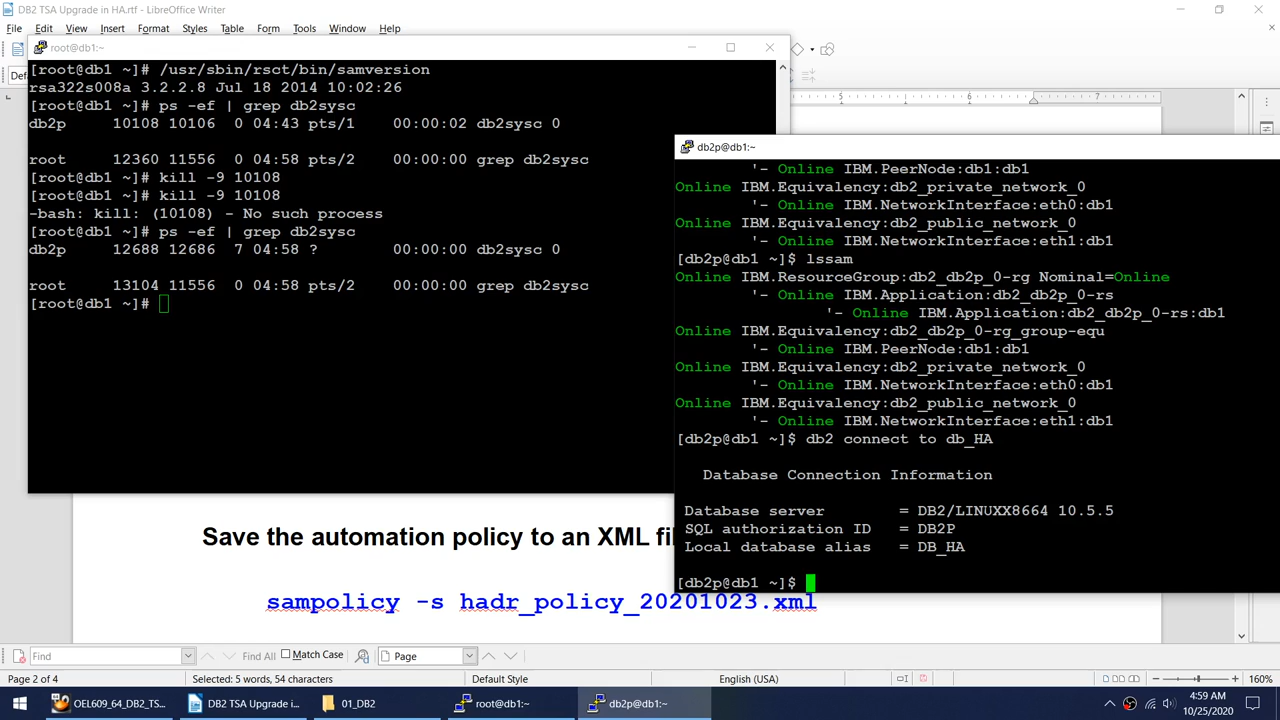 DB2 TSA Upgrade in HA.rtf - LibreOffice Writer
File Edit View Insert Format Styles Table Form Tools Window Help
root@db1:~
[root@db1 ~]# /usr/sbin/rsct/bin/samversion
rsa322s008a 3.2.2.8 Jul 18 2014 10:02:26
[root@db1 ~]# ps -ef | grep db2sysc
db2p 10108 10106 0 04:43 pts/1 00:00:02 db2sysc 0
root 12360 11556 0 04:58 pts/2 00:00:00 grep db2sysc
[root@db1 ~]# kill -9 10108
[root@db1 ~]# kill -9 10108
-bash: kill: (10108) - No such process
[root@db1 ~]# ps -ef | grep db2sysc
db2p 12688 12686 7 04:58 ? 00:00:00 db2sysc 0
root 13104 11556 0 04:58 pts/2 00:00:00 grep db2sysc
[root@db1 ~]#
Def
5 6 7
db2p@db1:~
'- Online IBM.PeerNode:db1:db1
Online IBM.Equivalency:db2_private_network_0
'- Online IBM.NetworkInterface:eth0:db1
Online IBM.Equivalency:db2_public_network_0
'- Online IBM.NetworkInterface:eth1:db1
[db2p@db1 ~]$ lssam
Online IBM.ResourceGroup:db2_db2p_0-rg Nominal=Online
'- Online IBM.Application:db2_db2p_0-rs
'- Online IBM.Application:db2_db2p_0-rs:db1
Online IBM.Equivalency:db2_db2p_0-rg_group-equ
'- Online IBM.PeerNode:db1:db1
Online IBM.Equivalency:db2_private_network_0
'- Online IBM.NetworkInterface:eth0:db1
Online IBM.Equivalency:db2_public_network_0
'- Online IBM.NetworkInterface:eth1:db1
[db2p@db1 ~]$ db2 connect to db_HA
Database Connection Information
Database server = DB2/LINUXX8664 10.5.5
SQL authorization ID = DB2P
Local database alias = DB_HA
[db2p@db1 ~]$
Save the automation policy to an XML fil
sampolicy -s hadr_policy_20201023.xml
Find Find All Match Case Page
Page 2 of 4 Selected: 5 words, 54 characters Default Style English (USA) 160%
OEL609_64_DB2_TS... DB2 TSA Upgrade i... 01_DB2 root@db1:~ db2p@db1:~
4:59 AM
10/25/2020